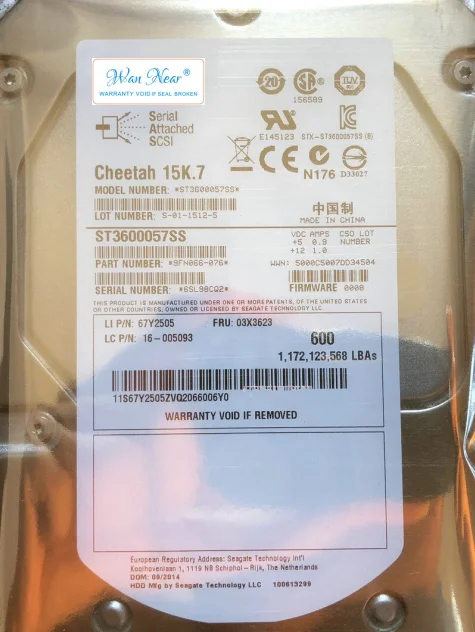 Wan Near®
WARRANTY VOID IF SEAL BROKEN
20
156589
Serial
Attached
SCSI
E145123 STX-ST3600057SS (B)
Cheetah 15K.7
MODEL NUMBER: *ST3600057SS*
N176 D33027
LOT NUMBER: S-01-1512-5
中国制
MADE IN CHINA
ST3600057SS
VDC AMPS CSO LOT
+5 0.9 NUMBER
+12 1.0
PART NUMBER: *9FN066-076*
WWN: 5000C5007DD34504
SERIAL NUMBER: *6SL98CQ2*
FIRMWARE 0008
THIS PRODUCT IS MANUFACTURED UNDER ONE OR MORE PATENTS, OF THE UNITED STATES
OR OTHER COUNTRIES, OWNED OR LICENSED BY SEAGATE TECHNOLOGY LLC.
LI P/N: 67Y2505 FRU: 03X3623
LC P/N: 16-005093 600
1,172,123,568 LBAs
11S67Y2505ZVQ2066006Y0
WARRANTY VOID IF REMOVED
European Regulatory Address: Seagate Technology Int'l
Koolhovenlaan 1, 1119 NB Schiphol - Rijk, The Netherlands
DOM: 09/2014
HDD Mfg by Seagate Technology LLC 100613299